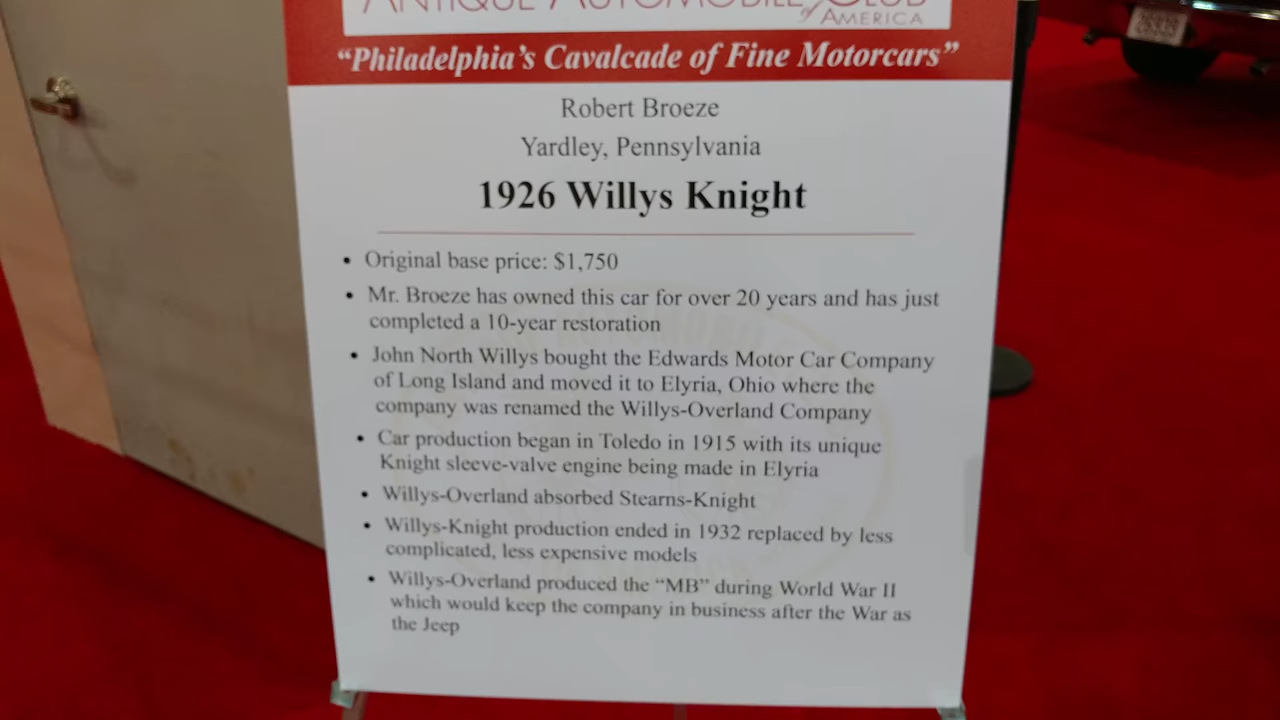 ANTIQUE AUTOMOBILE CLUB
of AMERICA
“Philadelphia’s Cavalcade of Fine Motorcars”
Robert Broeze
Yardley, Pennsylvania
1926 Willys Knight
• Original base price: $1,750
• Mr. Broeze has owned this car for over 20 years and has just
completed a 10-year restoration
• John North Willys bought the Edwards Motor Car Company
of Long Island and moved it to Elyria, Ohio where the
company was renamed the Willys-Overland Company
• Car production began in Toledo in 1915 with its unique
Knight sleeve-valve engine being made in Elyria
• Willys-Overland absorbed Stearns-Knight
• Willys-Knight production ended in 1932 replaced by less
complicated, less expensive models
• Willys-Overland produced the “MB” during World War II
which would keep the company in business after the War as
the Jeep